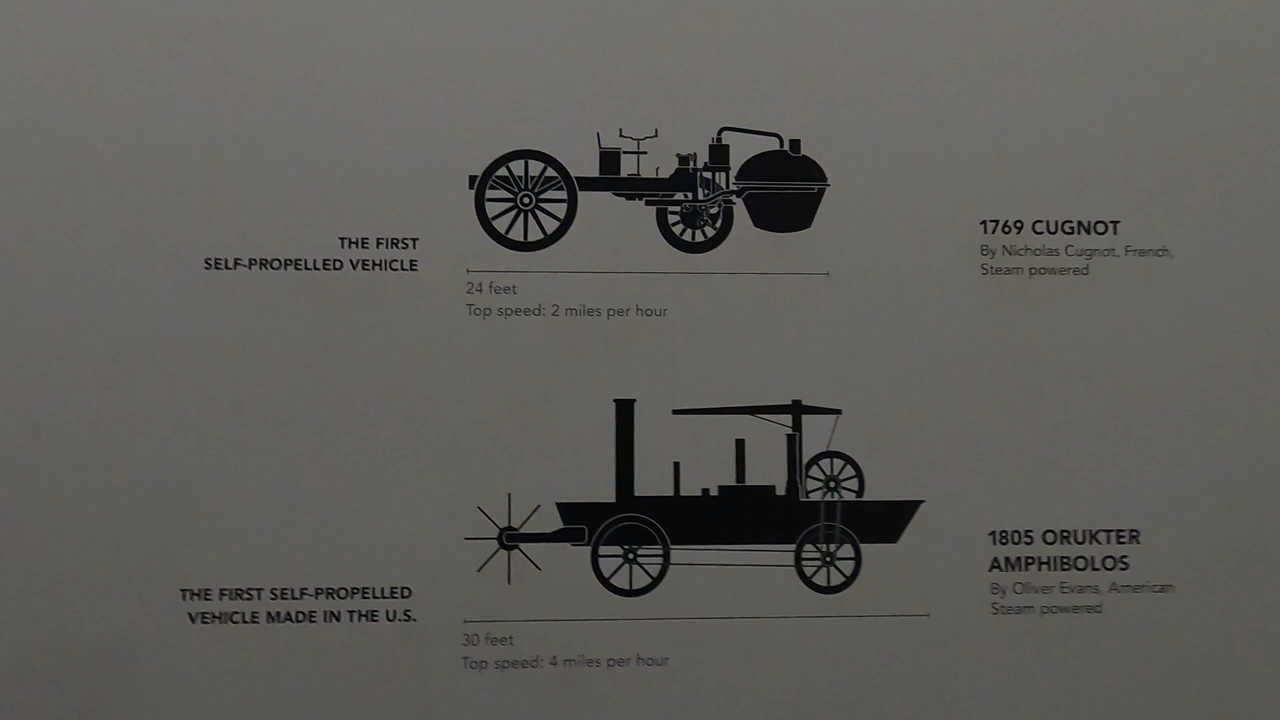 THE FIRST
SELF-PROPELLED VEHICLE
24 feet
Top speed: 2 miles per hour
1769 CUGNOT
By Nicholas Cugnot, French,
Steam powered
THE FIRST SELF-PROPELLED
VEHICLE MADE IN THE U.S.
30 feet
Top speed: 4 miles per hour
1805 ORUKTER
AMPHIBOLOS
By Oliver Evans, American
Steam powered